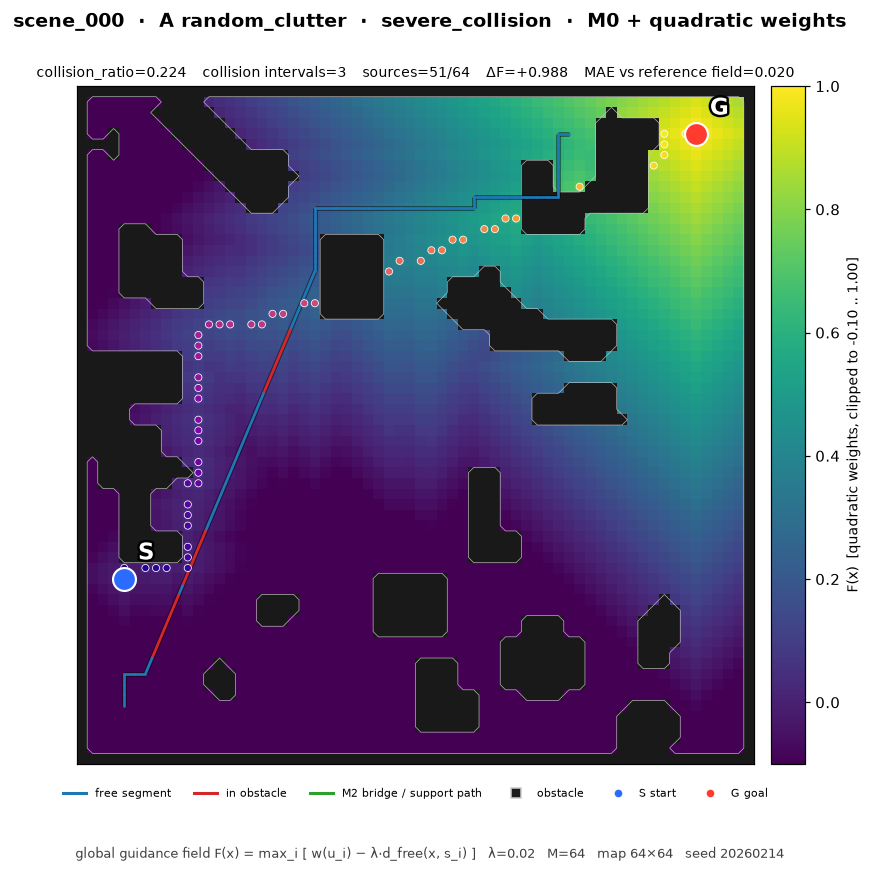 scene_000 · A random_clutter · severe_collision · M0 + quadratic weights
collision_ratio=0.224 collision intervals=3 sources=51/64 ΔF=+0.988 MAE vs reference field=0.020
G
S
1.0
0.8
0.6
0.4
0.2
0.0
F(x) [quadratic weights, clipped to -0.10 .. 1.00]
free segment
in obstacle
M2 bridge / support path
obstacle
S start
G goal
global guidance field F(x) = max_i [ w(u_i) − λ·d_free(x, s_i) ] λ=0.02 M=64 map 64×64 seed 20260214